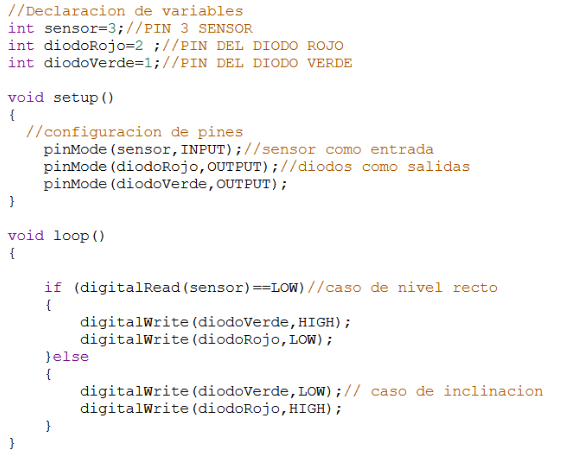 //Declaracion de variables
int sensor=3;//PIN 3 SENSOR
int diodoRojo=2 ;//PIN DEL DIODO ROJO
int diodoVerde=1;//PIN DEL DIODO VERDE

void setup()
{
  //configuracion de pines
    pinMode(sensor,INPUT);//sensor como entrada
    pinMode(diodoRojo,OUTPUT);//diodos como salidas
    pinMode(diodoVerde,OUTPUT);
}

void loop()
{

    if (digitalRead(sensor)==LOW)//caso de nivel recto
    {
        digitalWrite(diodoVerde,HIGH);
        digitalWrite(diodoRojo,LOW);
    }else
    {
        digitalWrite(diodoVerde,LOW);// caso de inclinacion
        digitalWrite(diodoRojo,HIGH);
    }
}